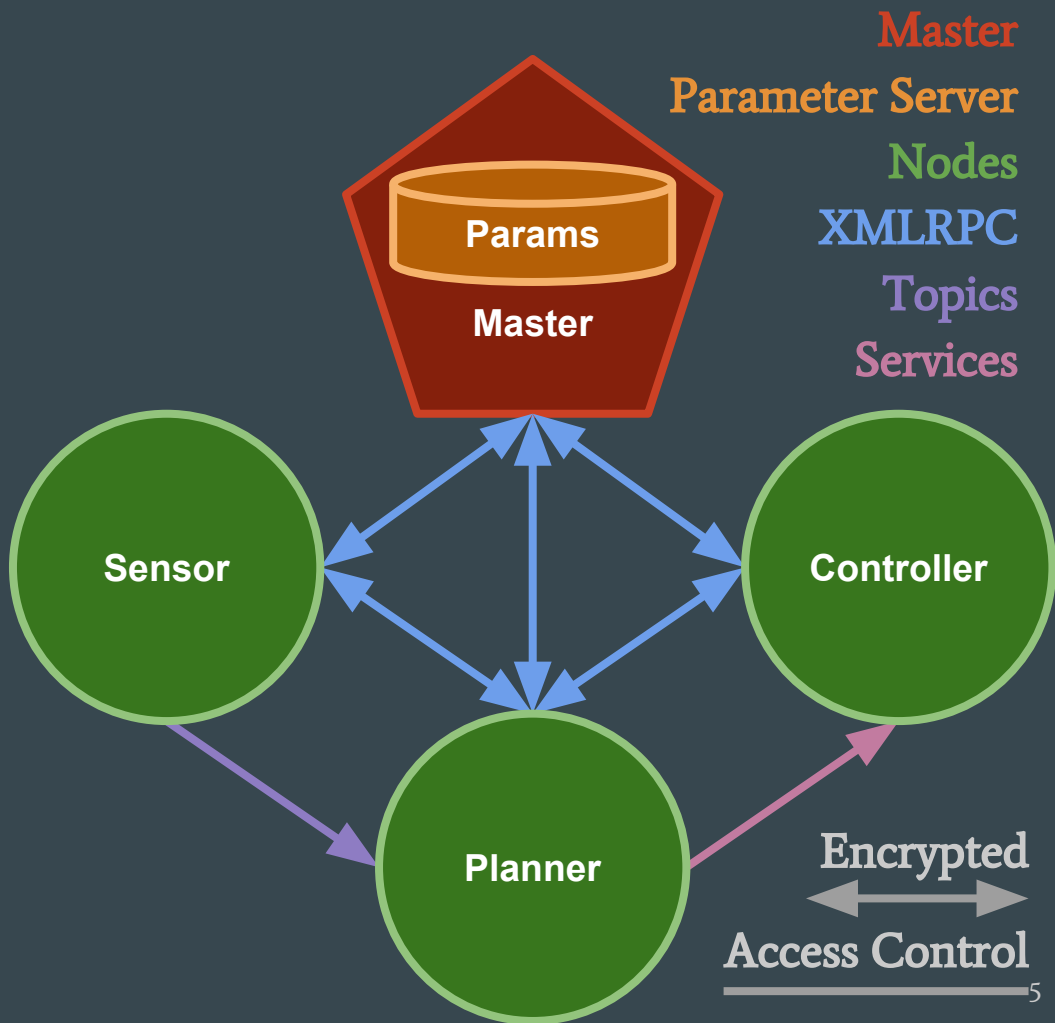 Master
Parameter Server
Nodes
XMLRPC
Topics
Services
Params
Master
Sensor
Controller
Planner
Encrypted
Access Control
5